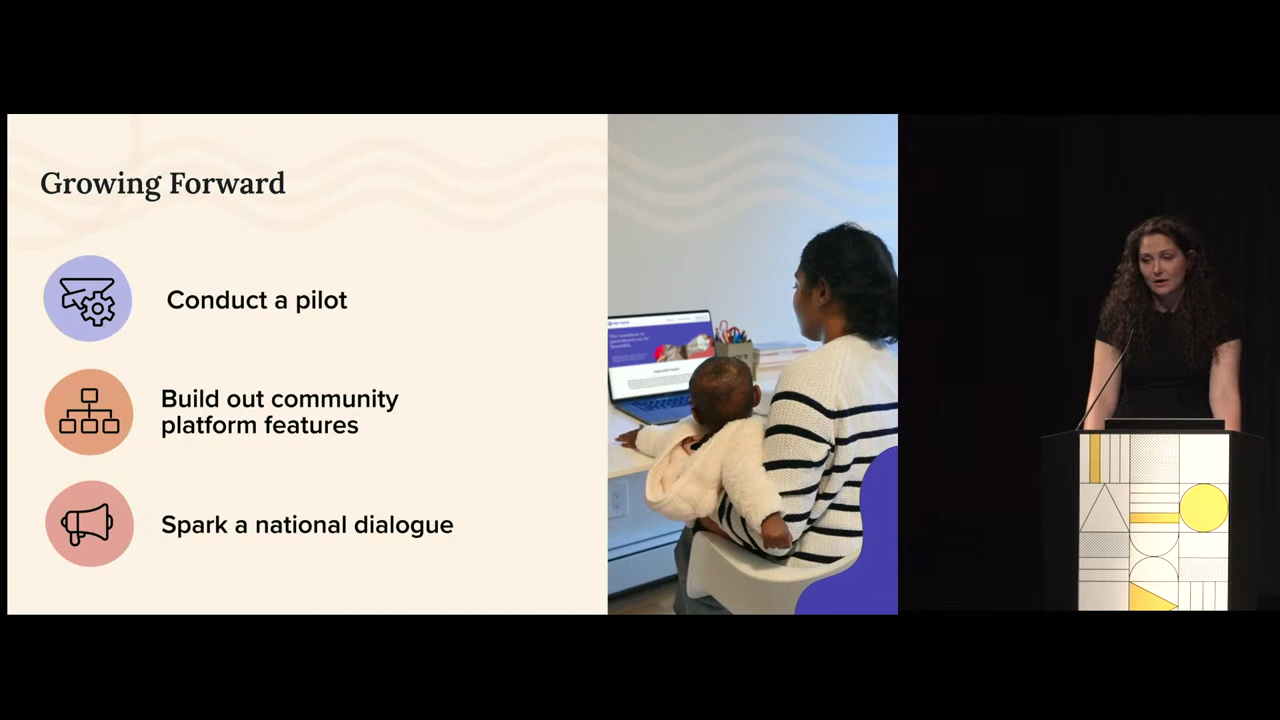 Growing Forward
Conduct a pilot
Build out community
platform features
Spark a national dialogue